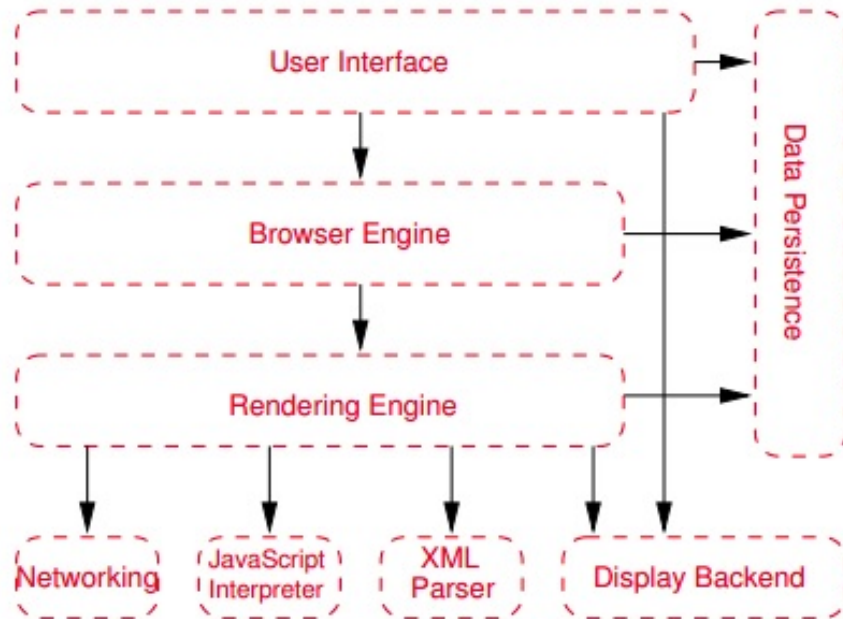 User Interface
Data Persistence
Browser Engine
Rendering Engine
Networking
JavaScript
Interpreter
XML
Parser
Display Backend